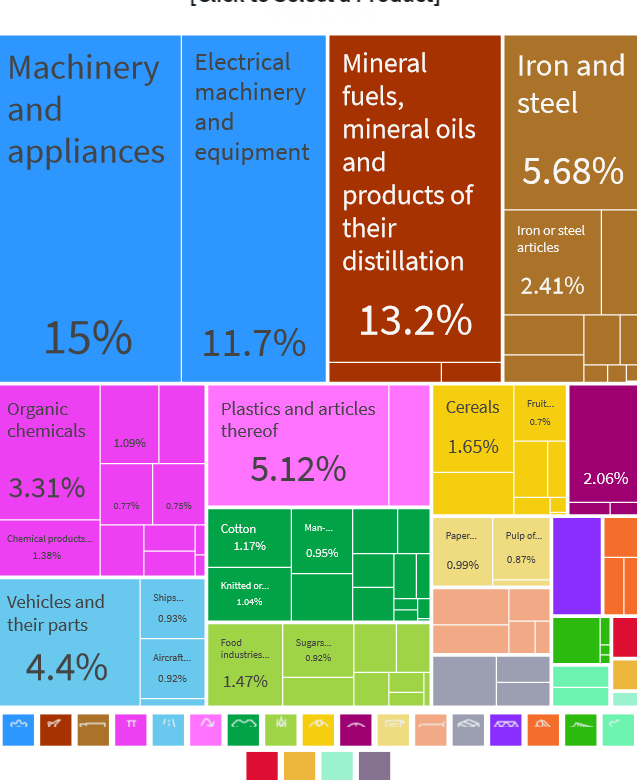 [Click to Select a Product]
Machinery
and
appliances
15%
Electrical
machinery
and
equipment
11.7%
Mineral
fuels,
mineral oils
and
products of
their
distillation
13.2%
Iron and
steel
5.68%
Iron or steel
articles
2.41%
Organic
chemicals
3.31%
1.09%
0.77%
0.75%
Chemical products...
1.38%
Plastics and articles
thereof
5.12%
Cereals
1.65%
Fruit...
0.7%
2.06%
Cotton
1.17%
Man-...
0.95%
Knitted or...
1.04%
Paper...
0.99%
Pulp of...
0.87%
Vehicles and
their parts
4.4%
Ships...
0.93%
Aircraft...
0.92%
Food
industries...
1.47%
Sugars...
0.92%